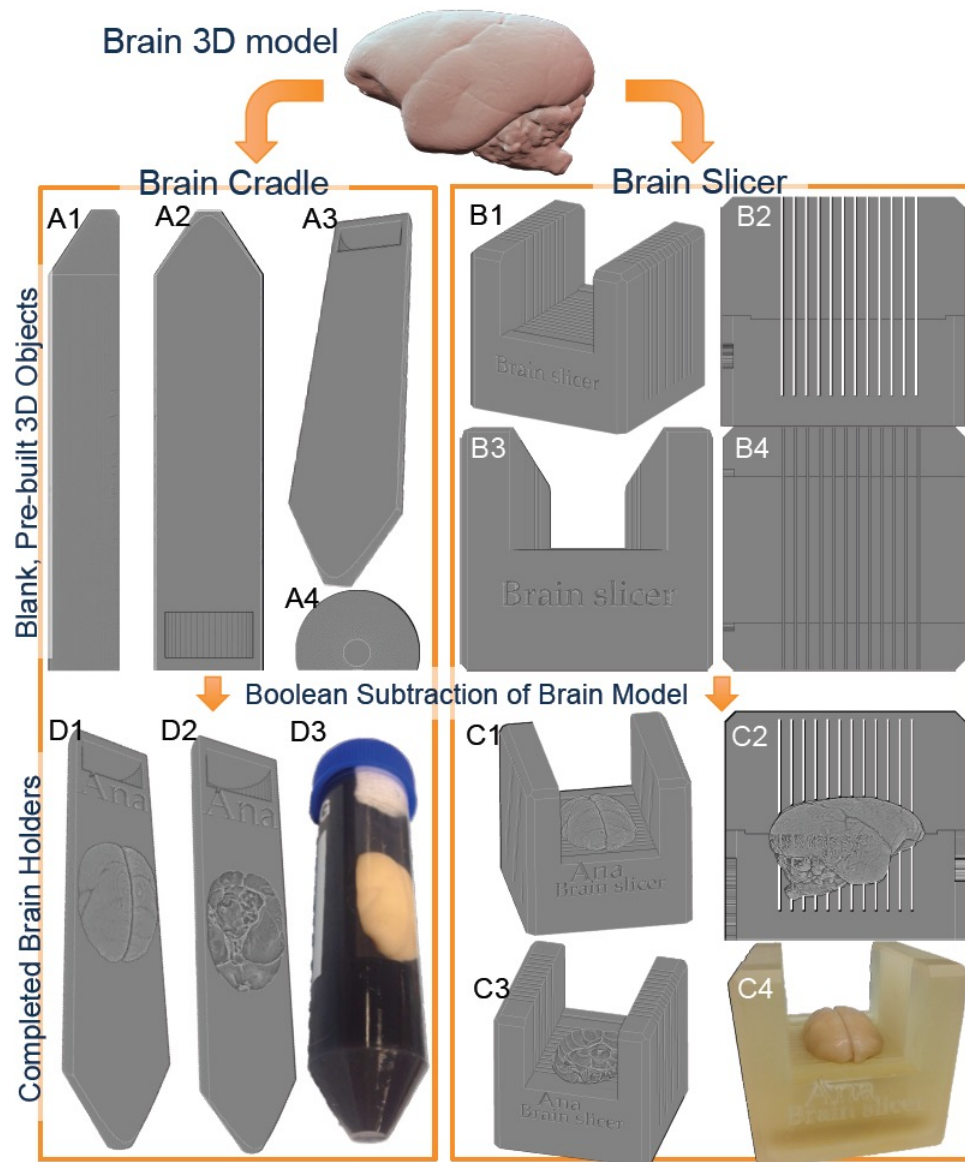 Brain 3D model
Brain Cradle
Brain Slicer
Blank, Pre-built 3D Objects
A1
A2
A3
A4
B1
Brain slicer
B2
B3
Brain slicer
B4
Boolean Subtraction of Brain Model
Completed Brain Holders
D1
Ana
D2
Ana
D3
C1
Ana
Brain slicer
C2
C3
Ana
Brain slicer
C4
Ana
Brain slicer